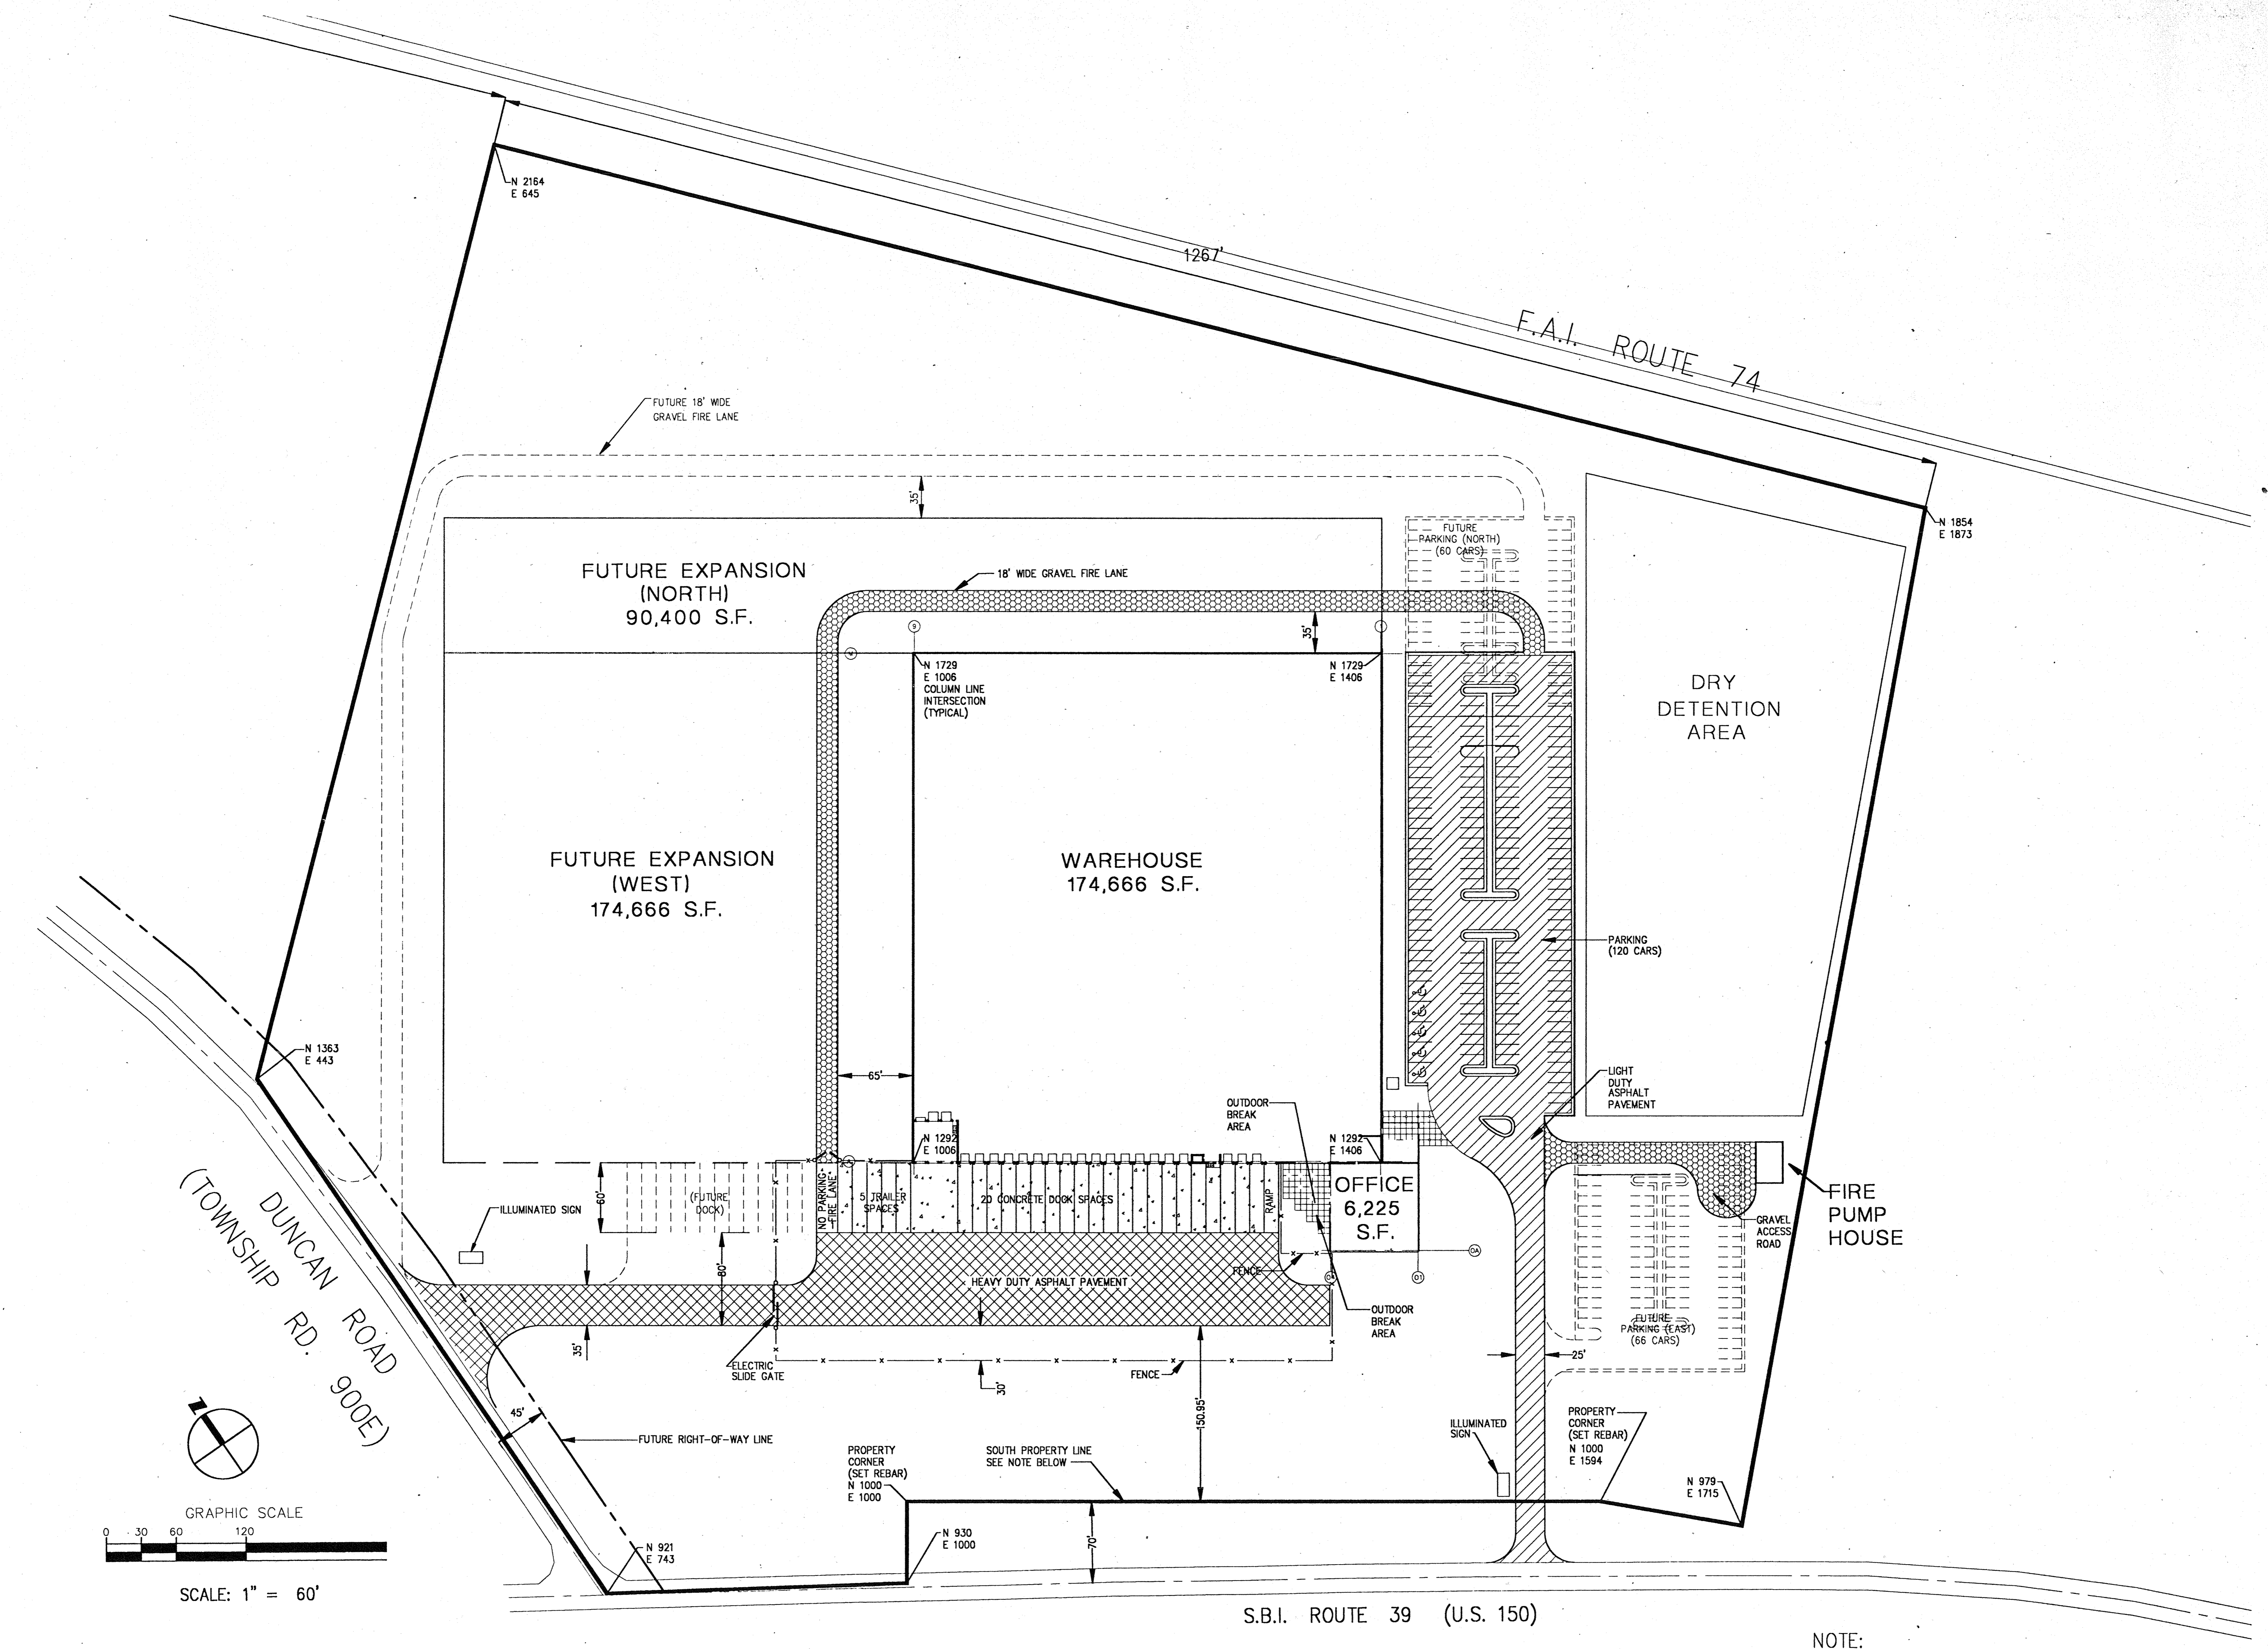 1267'
F.A.I. ROUTE 74
N 2164
E 645
N 1854
E 1873
FUTURE 18' WIDE
GRAVEL FIRE LANE
35'
FUTURE
PARKING (NORTH)
(60 CARS)
FUTURE EXPANSION
(NORTH)
90,400 S.F.
18' WIDE GRAVEL FIRE LANE
35'
9
1
N 1729
E 1006
COLUMN LINE
INTERSECTION
(TYPICAL)
N 1729
E 1406
DRY
DETENTION
AREA
FUTURE EXPANSION
(WEST)
174,666 S.F.
WAREHOUSE
174,666 S.F.
PARKING
(120 CARS)
N 1363
E 443
65'
LIGHT
DUTY
ASPHALT
PAVEMENT
OUTDOOR
BREAK
AREA
N 1292
E 1006
N 1292
E 1406
60'
(FUTURE
DOCK)
NO PARKING
FIRE LANE
5 TRAILER
SPACES
20 CONCRETE DOCK SPACES
RAMP
OFFICE
6,225
S.F.
FIRE
PUMP
HOUSE
GRAVEL
ACCESS
ROAD
ILLUMINATED SIGN
DUNCAN ROAD
(TOWNSHIP RD. 900E)
80'
HEAVY DUTY ASPHALT PAVEMENT
FENCE
0A
01
OUTDOOR
BREAK
AREA
FUTURE
PARKING (EAST)
(66 CARS)
35'
ELECTRIC
SLIDE GATE
30'
FENCE
25'
150.95'
45'
FUTURE RIGHT-OF-WAY LINE
PROPERTY
CORNER
(SET REBAR)
N 1000
E 1000
SOUTH PROPERTY LINE
SEE NOTE BELOW
ILLUMINATED
SIGN
PROPERTY
CORNER
(SET REBAR)
N 1000
E 1594
N 979
E 1715
N
GRAPHIC SCALE
0 30 60 120
SCALE: 1" = 60'
N 921
E 743
N 930
E 1000
70'
S.B.I. ROUTE 39 (U.S. 150)
NOTE: